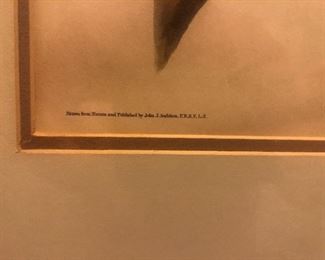 Drawn from Nature and Published by John J. Audubon, F.R.S. F.L.S.